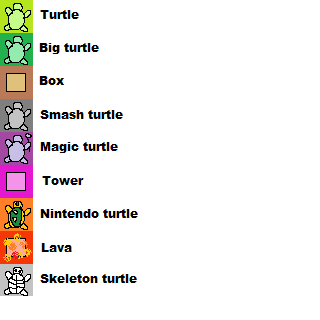 Turtle
Big turtle
Box
Smash turtle
Magic turtle
Tower
Nintendo turtle
Lava
Skeleton turtle